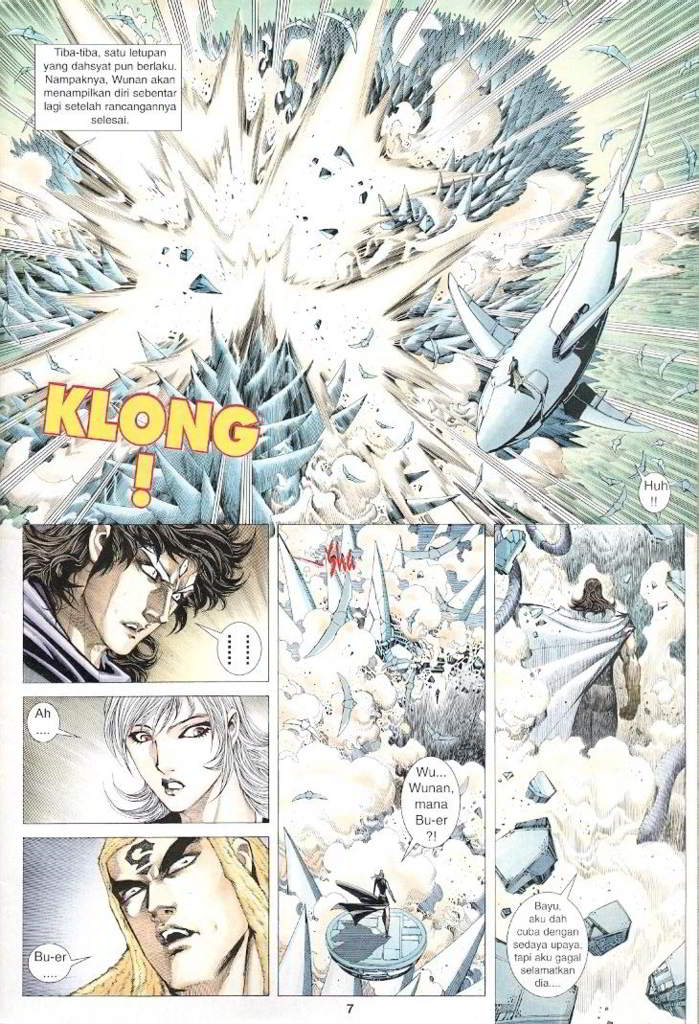 Tiba-tiba, satu letupan
yang dahsyat pun berlaku.
Nampaknya, Wunan akan
menampilkan diri sebentar
lagi setelah rancangannya
selesai.
KLONG
!
Huh
!!
Sha
Ah
....
Wu...
Wunan,
mana
Bu-er
?!
Bu-er
....
Bayu,
aku dah
cuba dengan
sedaya upaya,
tapi aku gagal
selamatkan
dia....
7